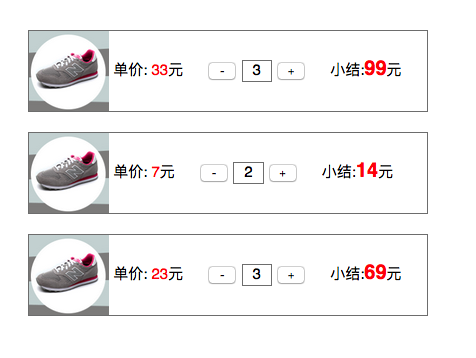 单价: 33元 - 3 + 小结:99元
单价: 7元 - 2 + 小结:14元
单价: 23元 - 3 + 小结:69元